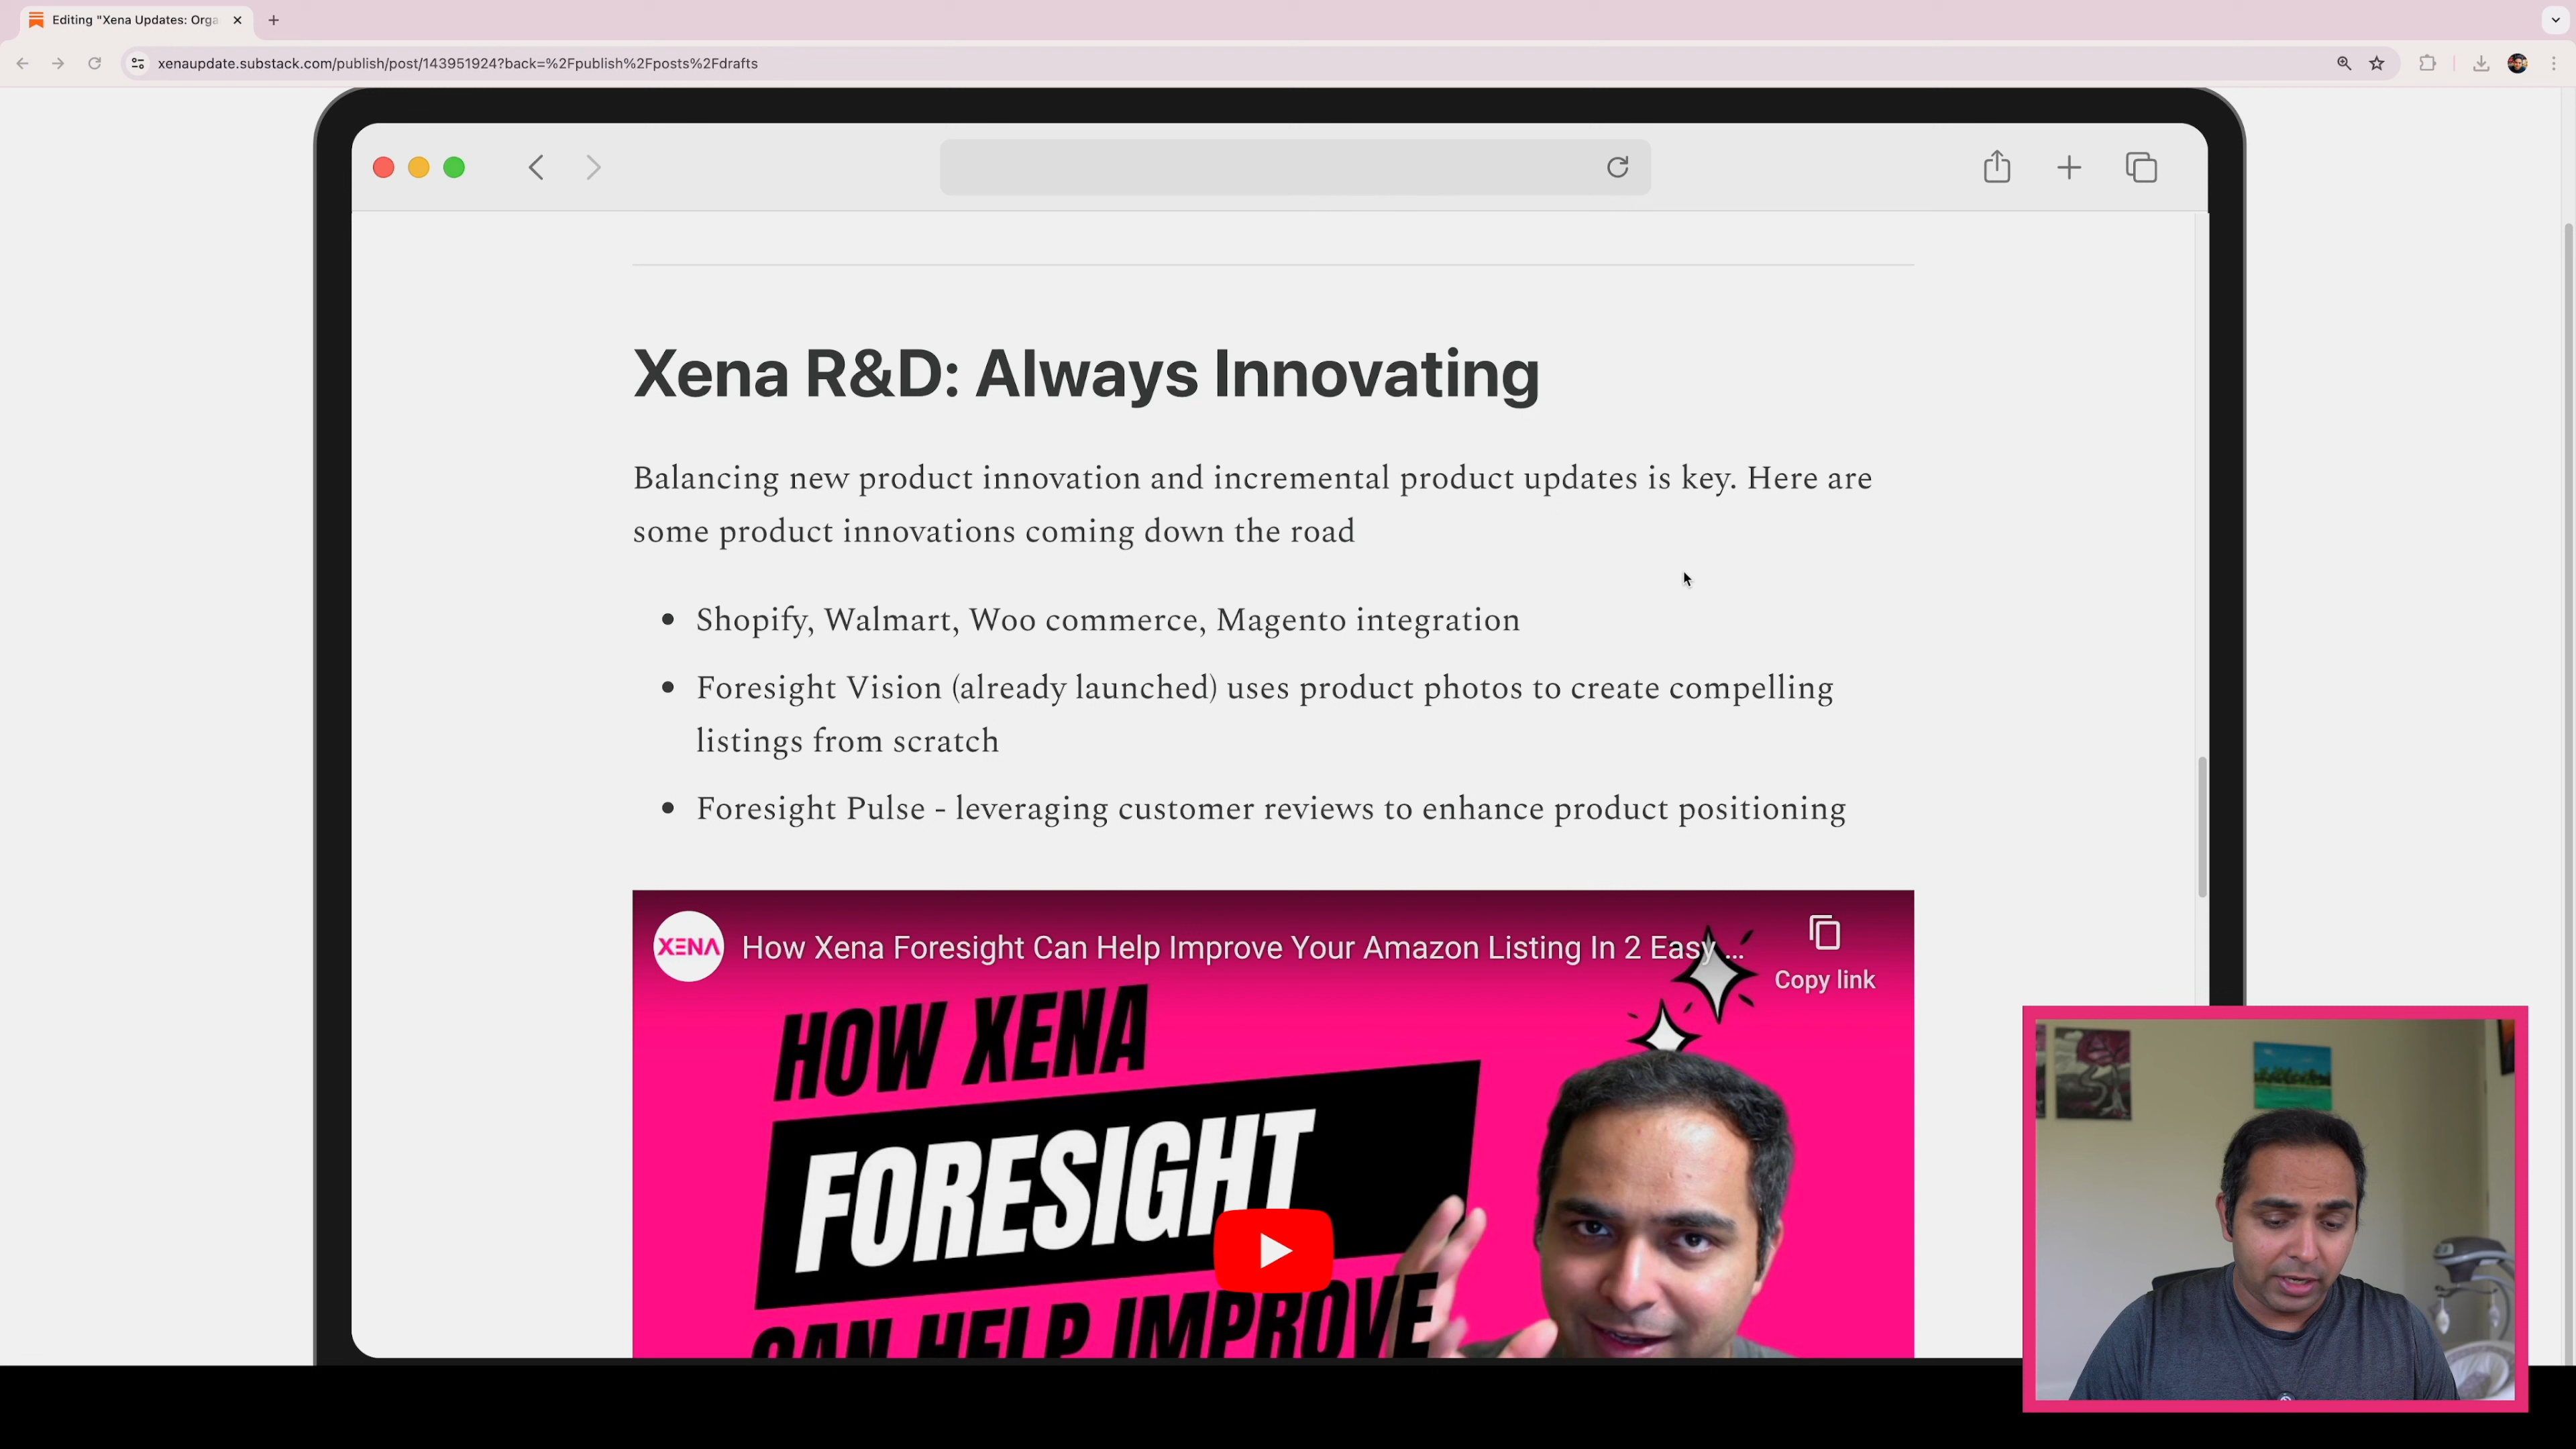 Editing "Xena Updates: Orga
xenaupdate.substack.com/publish/post/143951924?back=%2Fpublish%2Fposts%2Fdrafts
Xena R&D: Always Innovating
Balancing new product innovation and incremental product updates is key. Here are
some product innovations coming down the road
• Shopify, Walmart, Woo commerce, Magento integration
• Foresight Vision (already launched) uses product photos to create compelling
listings from scratch
• Foresight Pulse - leveraging customer reviews to enhance product positioning
XENA How Xena Foresight Can Help Improve Your Amazon Listing In 2 Easy ...
Copy link
HOW XENA
FORESIGHT
CAN HELP IMPROVE